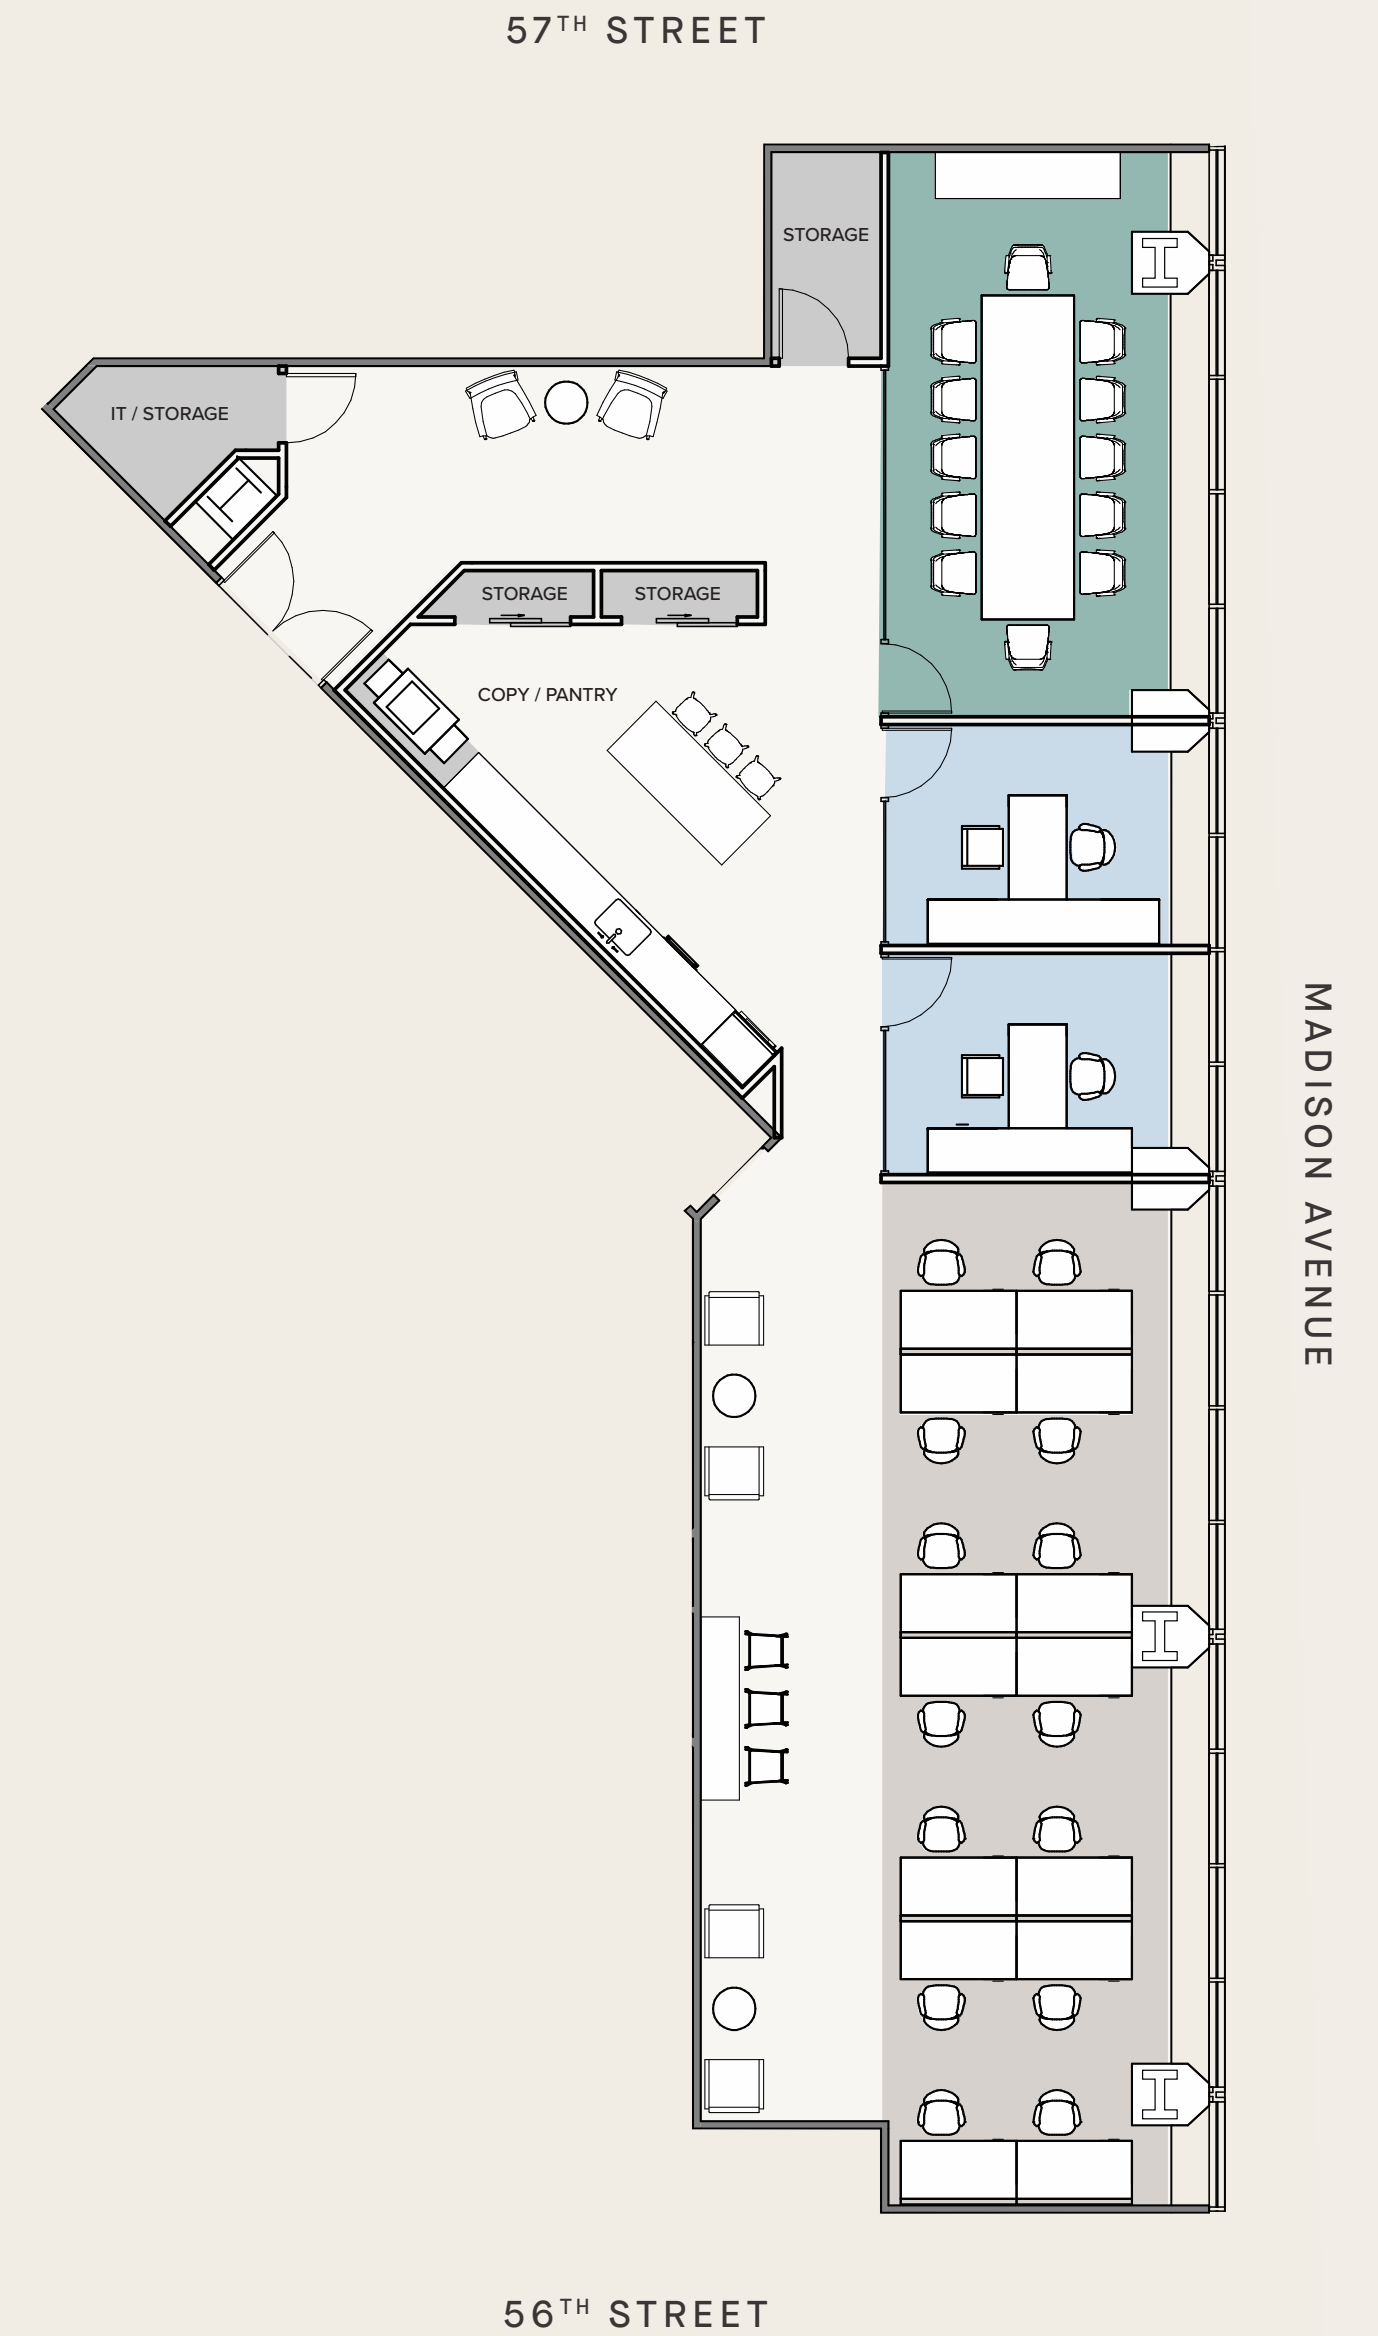 57TH STREET
STORAGE
IT / STORAGE
STORAGE
STORAGE
COPY / PANTRY
MADISON AVENUE
56TH STREET